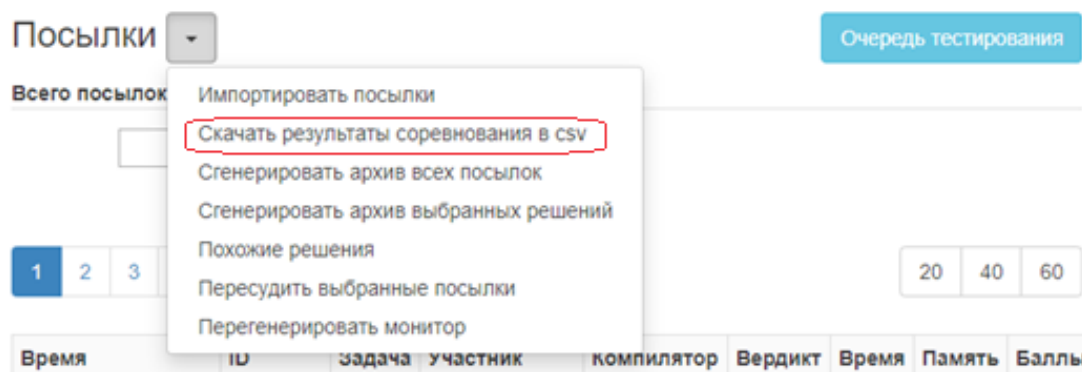 Посылки
Очередь тестирования
Всего посылок
Импортировать посылки
Скачать результаты соревнования в csv
Сгенерировать архив всех посылок
Сгенерировать архив выбранных решений
Похожие решения
1 2 3
20 40 60
Пересудить выбранные посылки
Перегенерировать монитор
Время ID Задача Участник Компилятор Вердикт Время Память Баллы